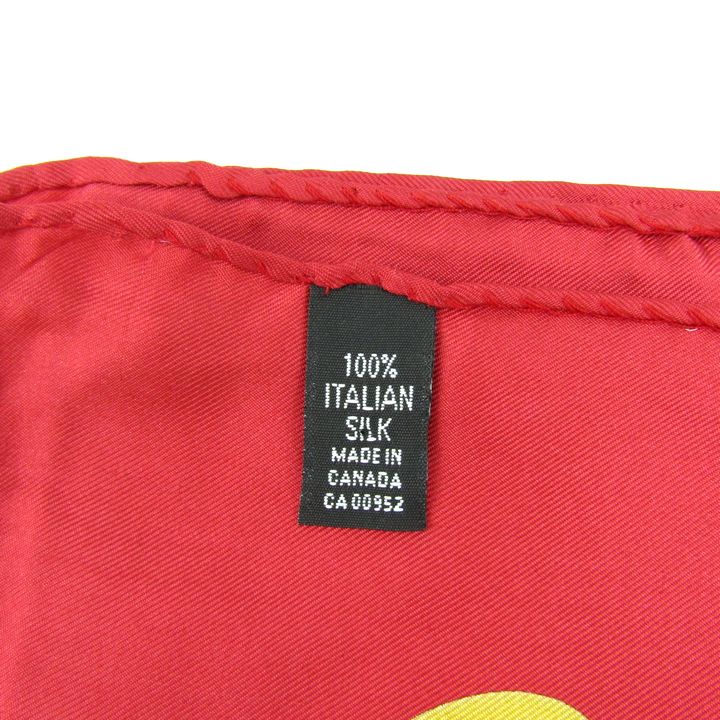 100%
ITALIAN
SILK
MADE IN
CANADA
CA 00952